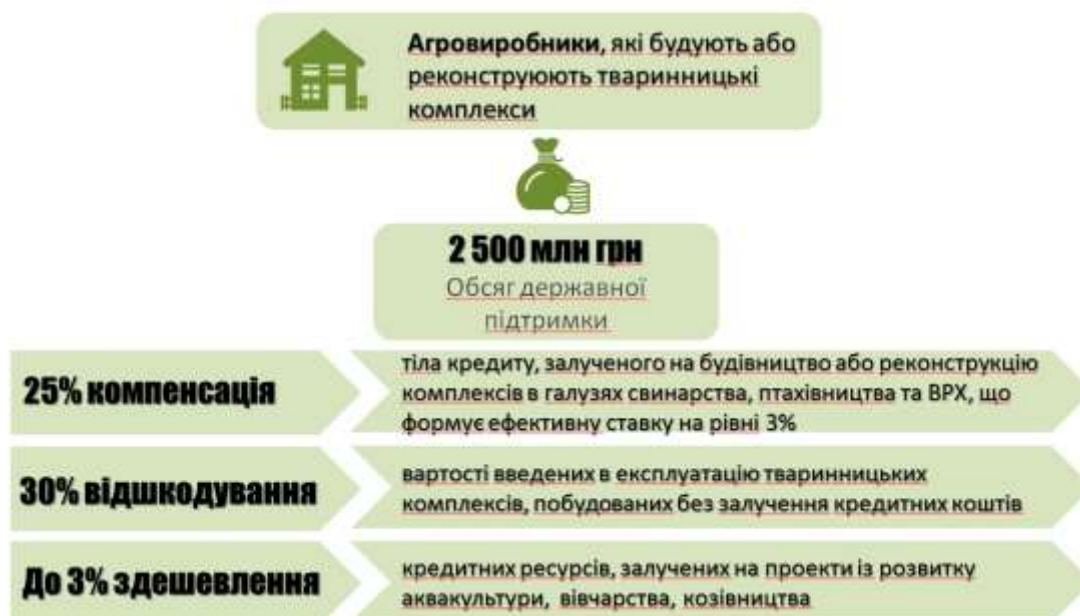 Агровиробники, які будують або
реконструюють тваринницькі
комплекси
2 500 млн грн
Обсяг державної
підтримки
25% компенсація
тіла кредиту, залученого на будівництво або реконструкцію
комплексів в галузях свинарства, птахівництва та ВРХ, що
формує ефективну ставку на рівні 3%
30% відшкодування
вартості введених в експлуатацію тваринницьких
комплексів, побудованих без залучення кредитних коштів
До 3% здешевлення
кредитних ресурсів, залучених на проекти із розвитку
аквакультури, вівчарства, козівництва